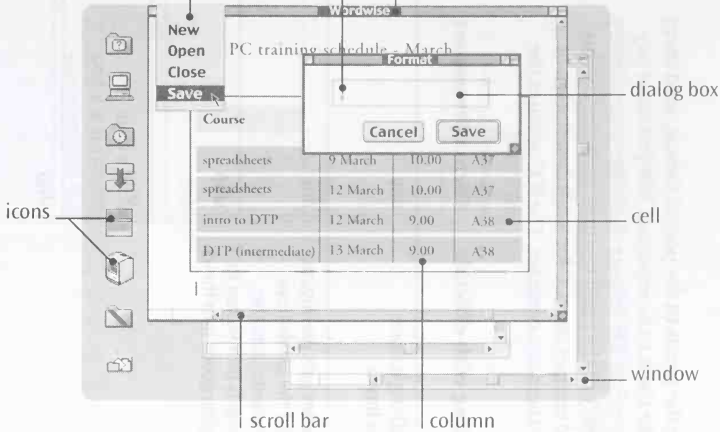 Wordwise
New
Open
Close
Save
PC training schedule - March
Format
Cancel Save
dialog box
Course
spreadsheets 9 March 10.00 A37
spreadsheets 12 March 10.00 A37
intro to DTP 12 March 9.00 A38
DTP (intermediate) 13 March 9.00 A38
icons
cell
window
scroll bar
column